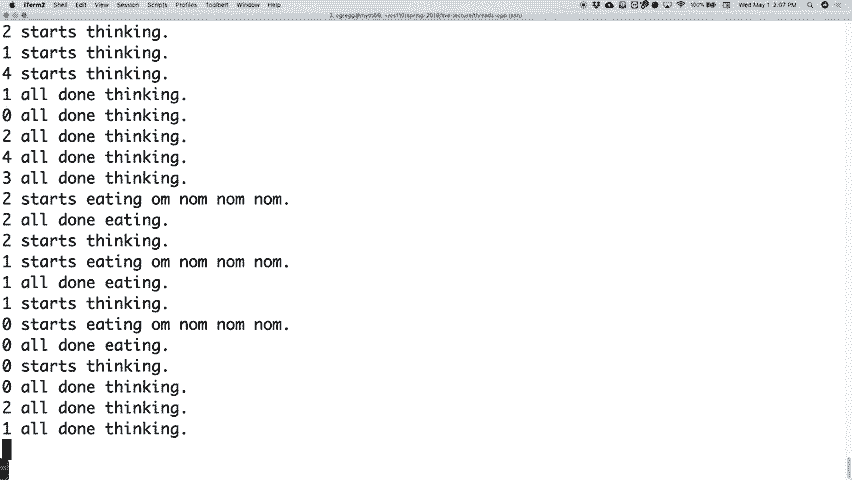 iTerm2 Shell Edit View Session Scripts Profiles Toolbelt Window Help 100% Wed May 1 2:07 PM
2 starts thinking.
1 starts thinking.
4 starts thinking.
1 all done thinking.
0 all done thinking.
2 all done thinking.
4 all done thinking.
3 all done thinking.
2 starts eating om nom nom nom.
2 all done eating.
2 starts thinking.
1 starts eating om nom nom nom.
1 all done eating.
1 starts thinking.
0 starts eating om nom nom nom.
0 all done eating.
0 starts thinking.
0 all done thinking.
2 all done thinking.
1 all done thinking.